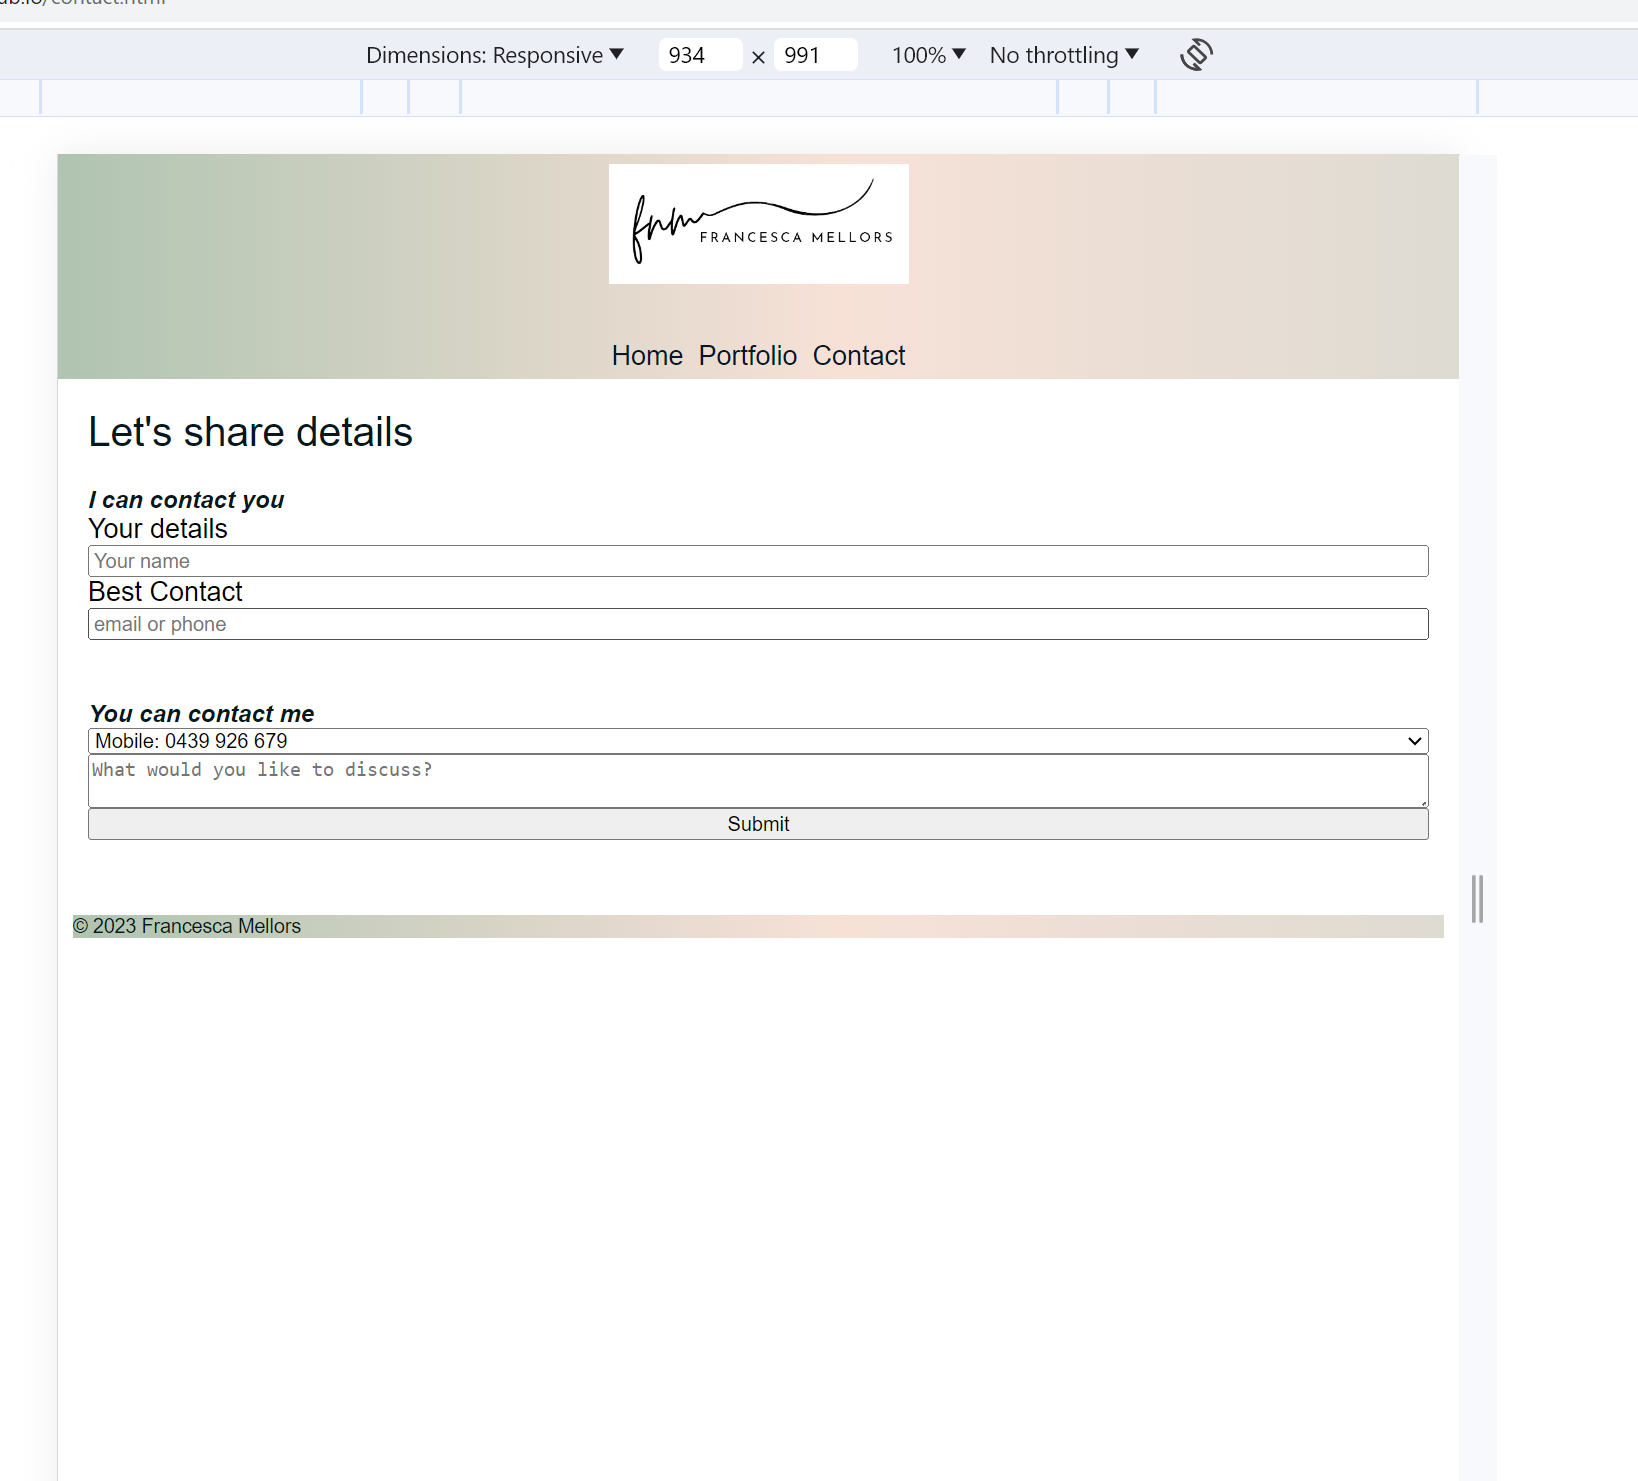 ub.io/contact.html
Dimensions: Responsive 934 × 991 100% No throttling
fnm
FRANCESCA MELLORS
Home Portfolio Contact
Let's share details
I can contact you
Your details
Your name
Best Contact
email or phone
You can contact me
Mobile: 0439 926 679
What would you like to discuss?
Submit
© 2023 Francesca Mellors